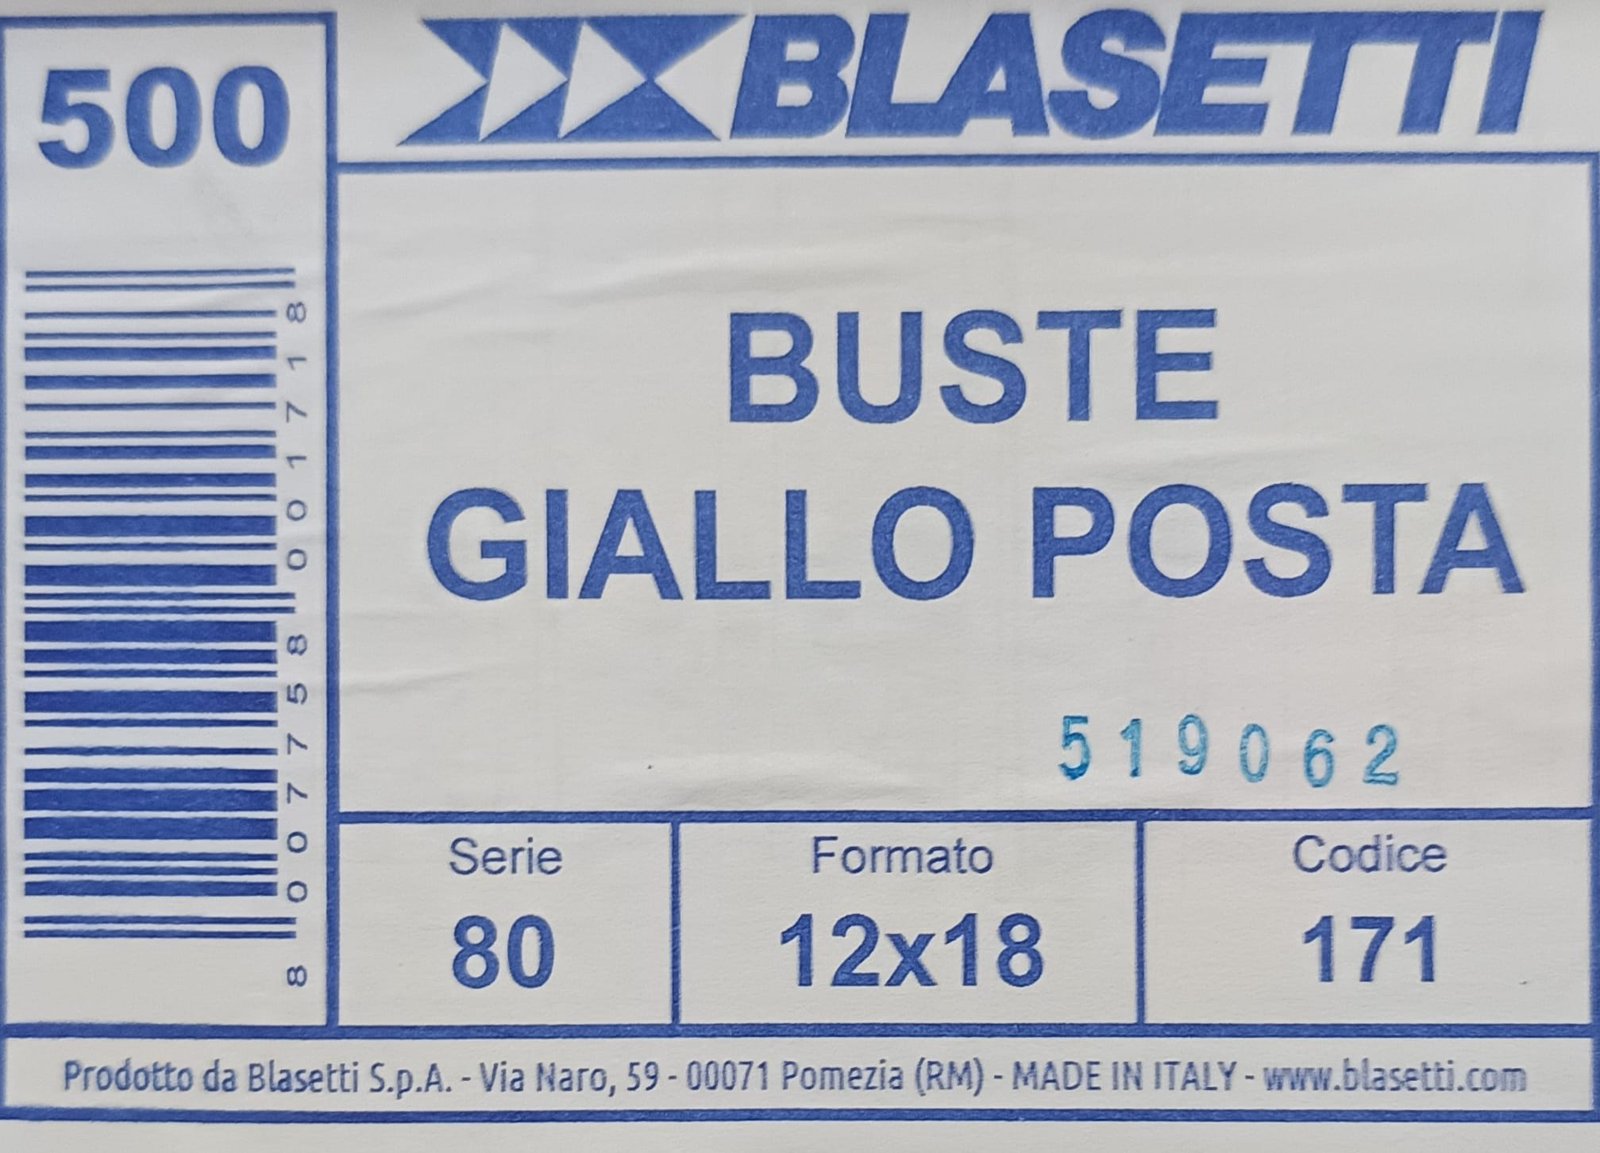 500
BLASETTI
BUSTE
GIALLO POSTA
519062
8 007758 001718
Serie
80
Formato
12x18
Codice
171
Prodotto da Blasetti S.p.A. - Via Naro, 59 - 00071 Pomezia (RM) - MADE IN ITALY - www.blasetti.com